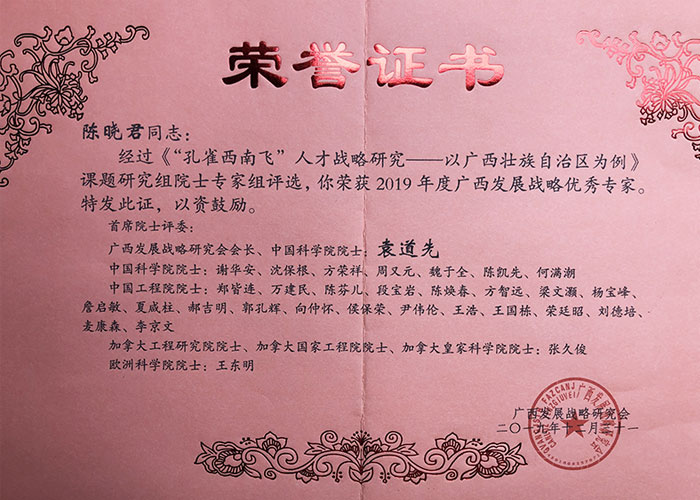 荣誉证书
陈晓君同志：
经过《“孔雀西南飞”人才战略研究——以广西壮族自治区为例》
课题研究组院士专家组评选，你荣获2019年度广西发展战略优秀专家。
特发此证，以资鼓励。
首席院士评委：
广西发展战略研究会会长、中国科学院院士：袁道先
中国科学院院士：谢华安、沈保根、方荣祥、周又元、魏于全、陈凯先、何满潮
中国工程院院士：郑皆连、万建民、陈芬儿、段宝岩、陈焕春、方智远、梁文灏、杨宝峰、
詹启敏、夏咸柱、郝吉明、郭孔辉、向仲怀、侯保荣、尹伟伦、王浩、王国栋、荣廷昭、刘德培、
麦康森、李京文
加拿大工程研究院院士、加拿大国家工程院院士、加拿大皇家科学院院士：张久俊
欧洲科学院院士：王东明
广西发展战略研究会
二〇一九年十二月三十一